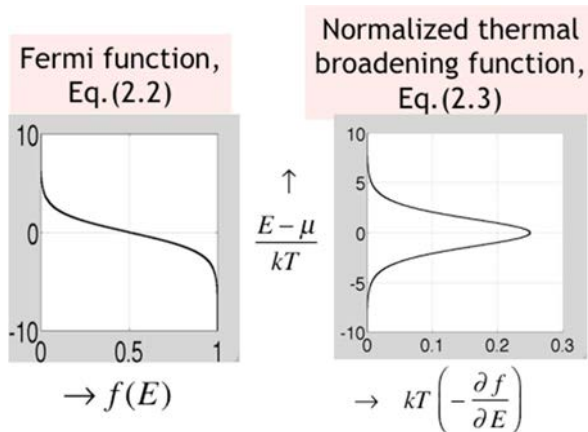 Fermi function,
Eq.(2.2)
10
0
-10
0 0.5 1
→ f(E)
↑
E − μ
kT
Normalized thermal
broadening function,
Eq.(2.3)
10
5
0
-5
-10
0 0.1 0.2 0.3
→ kT(−∂f/∂E)